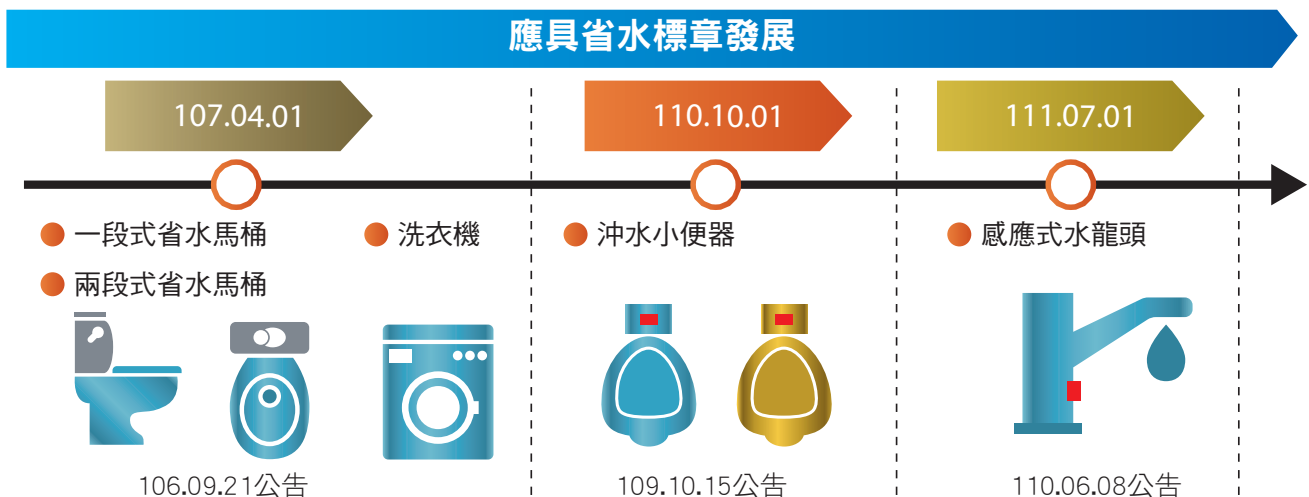 應具省水標章發展
107.04.01
110.10.01
111.07.01
一段式省水馬桶
兩段式省水馬桶
洗衣機
沖水小便器
感應式水龍頭
106.09.21公告
109.10.15公告
110.06.08公告